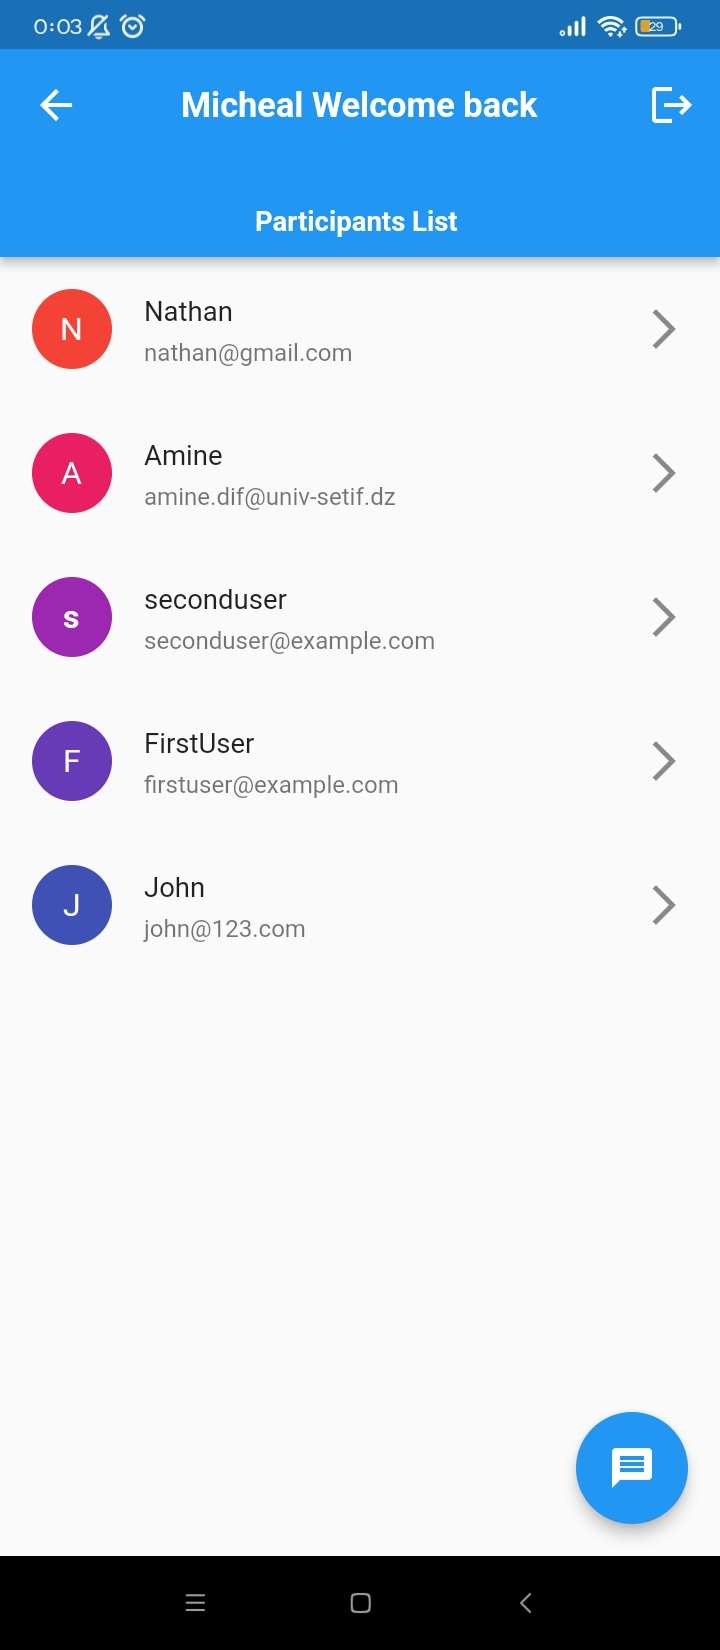 0:03
29
Micheal Welcome back
Participants List
N
Nathan
nathan@gmail.com
A
Amine
amine.dif@univ-setif.dz
s
seconduser
seconduser@example.com
F
FirstUser
firstuser@example.com
J
John
john@123.com